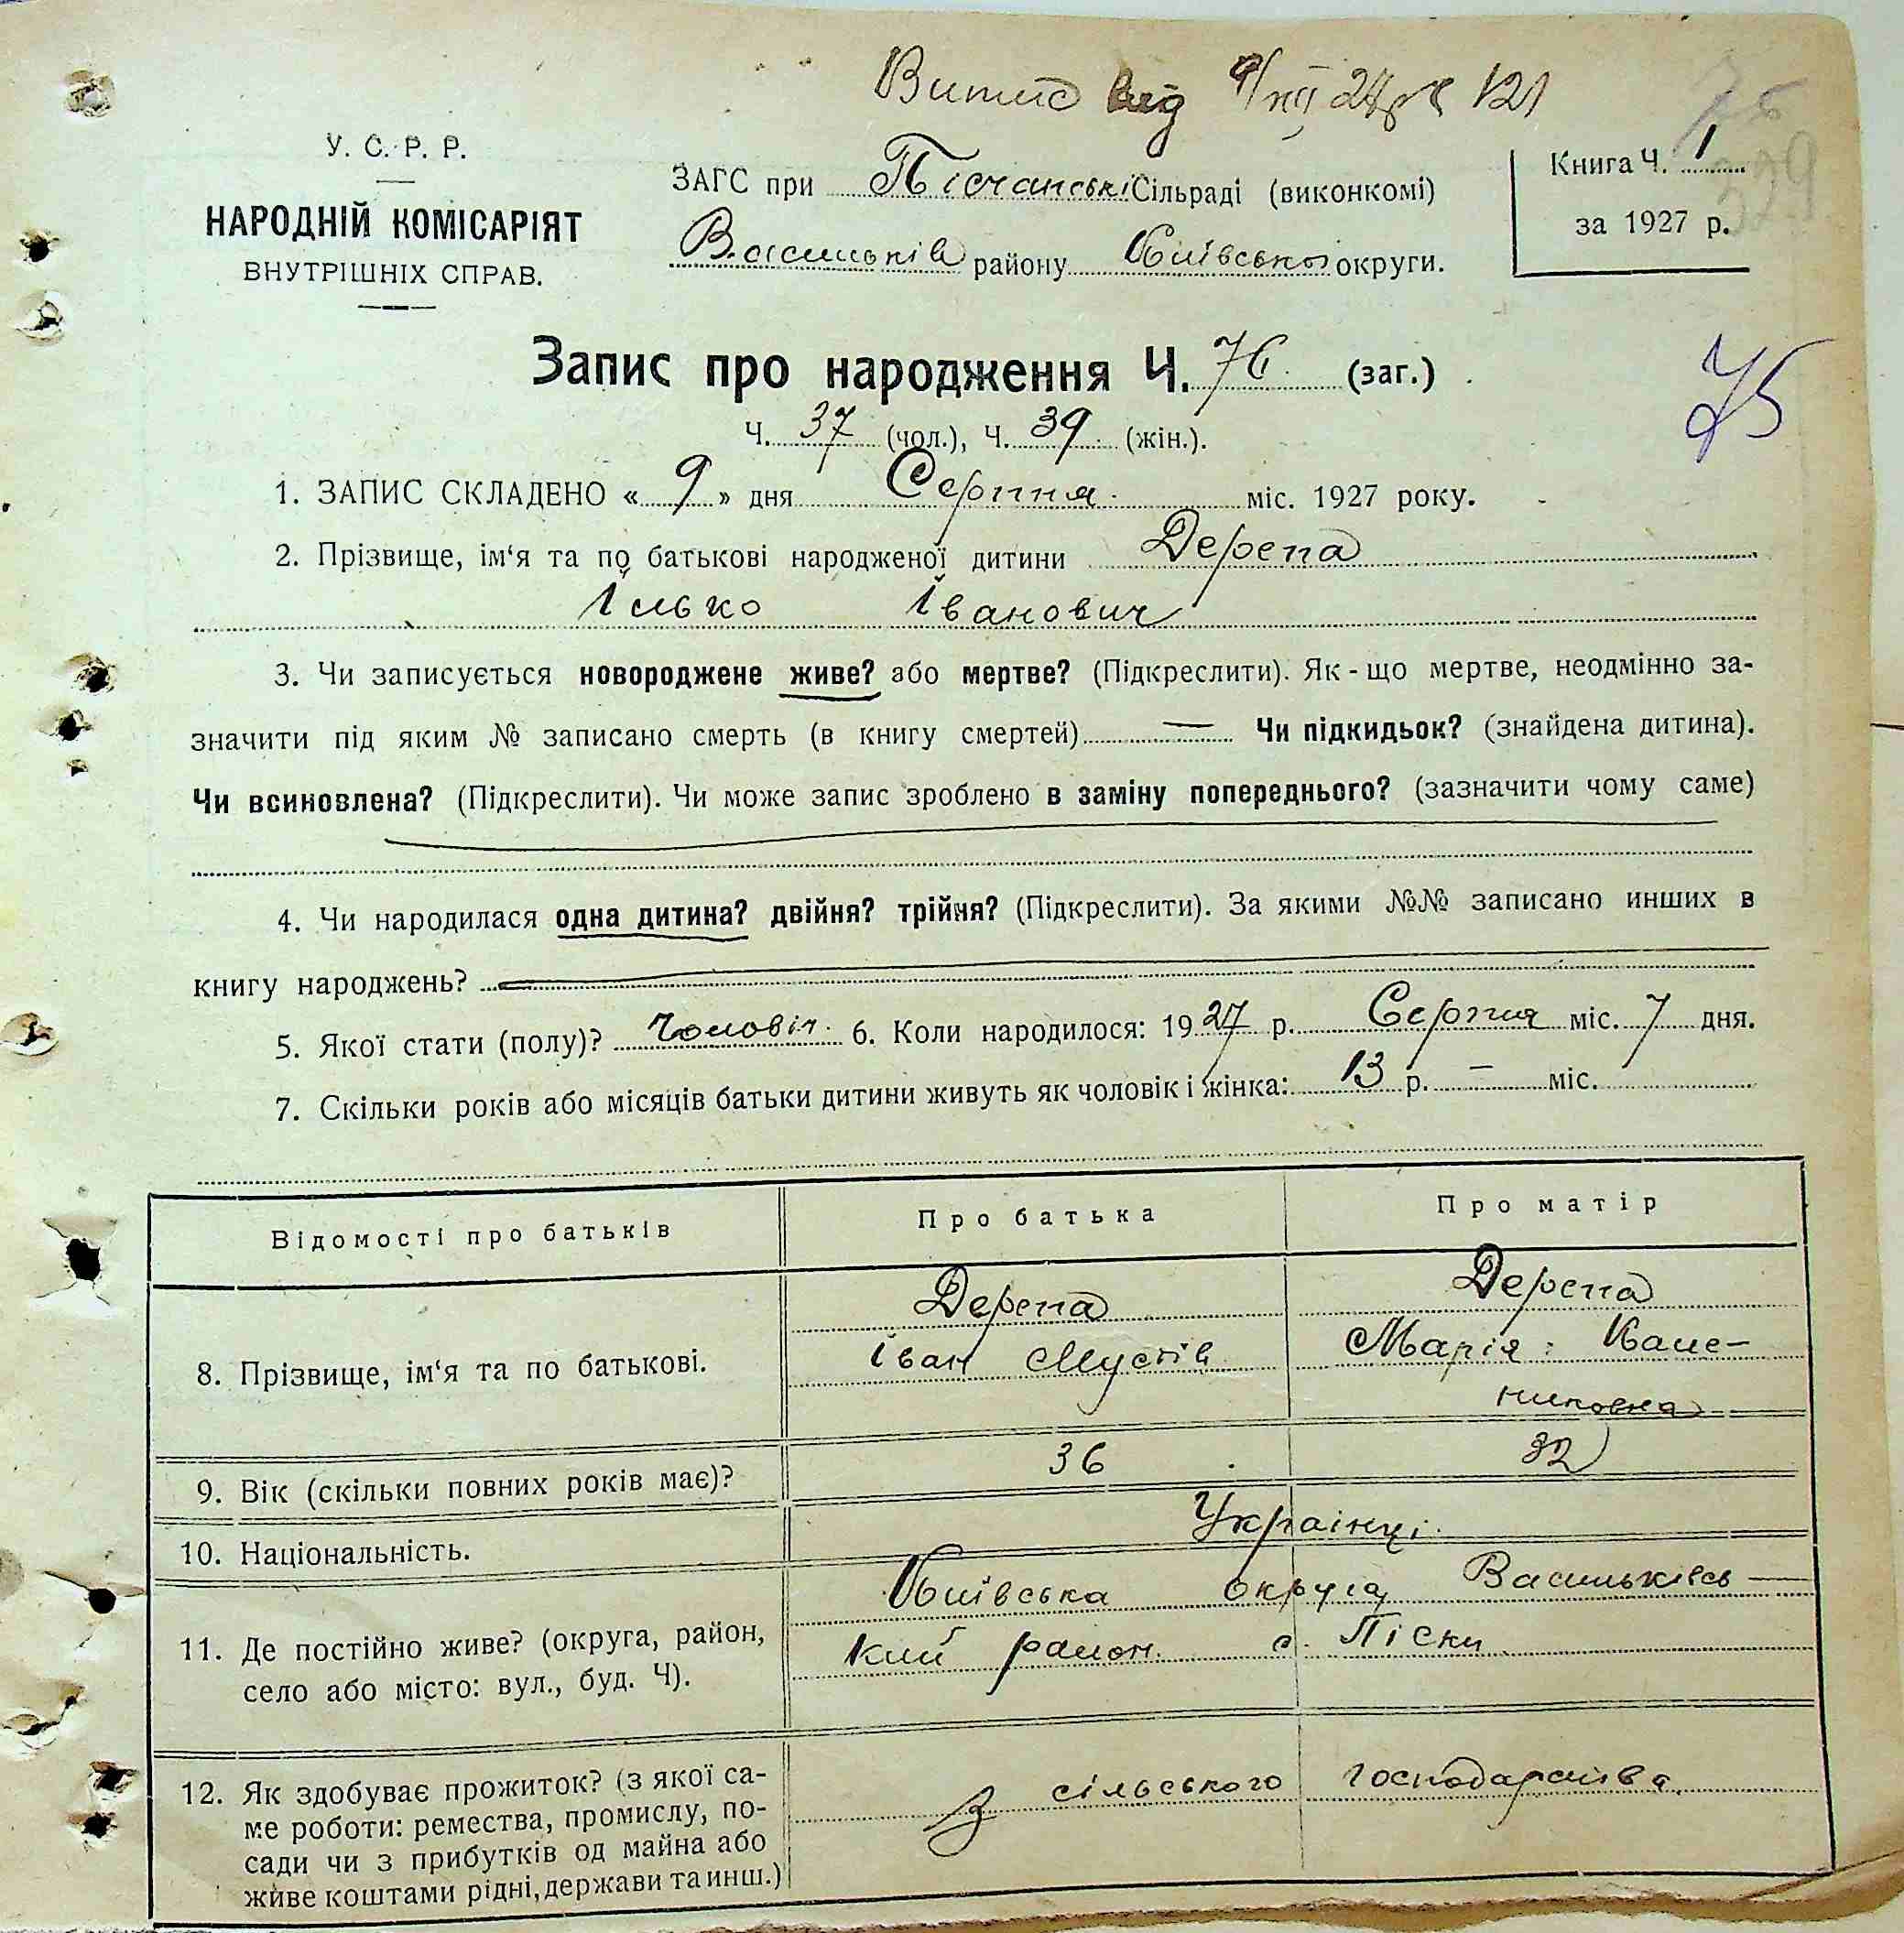 Витяг від 9/XII 27р № 121
75
329
У. С. Р. Р.
НАРОДНІЙ КОМІСАРІЯТ
ВНУТРІШНІХ СПРАВ.
ЗАГС при Пісчанські Сільраді (виконкомі)
Васильків району Київської округи.
Книга Ч. 1
за 1927 р.
Запис про народження Ч. 76 (заг.)
75
Ч. 37 (чол.), Ч. 39 (жін.).
1. ЗАПИС СКЛАДЕНО « 9 » дня Серпня міс. 1927 року.
2. Прізвище, ім‘я та по батькові народженої дитини Дерепа
Ілько Іванович
3. Чи записується новороджене живе? або мертве? (Підкреслити). Як-що мертве, неодмінно за-
значити під яким № записано смерть (в книгу смертей) — Чи підкидьок? (знайдена дитина).
Чи всиновлена? (Підкреслити). Чи може запис зроблено в заміну попереднього? (зазначити чому саме)
4. Чи народилася одна дитина? двійня? трійня? (Підкреслити). За якими №№ записано инших в
книгу народжень?
5. Якої стати (полу)? Чоловіч. 6. Коли народилося: 1927 р. Серпня міс. 7 дня.
7. Скільки років або місяців батьки дитини живуть як чоловік і жінка: 13 р. — міс.
Відомості про батьків
Про батька
Про матір
8. Прізвище, ім‘я та по батькові.
Дерепа
Іван
Дерепа
Марія
9. Вік (скільки повних років має)?
36
32
10. Національність.
Українці.
11. Де постійно живе? (округа, район,
село або місто: вул., буд. Ч).
Київська округа Васильківсь-
кий район с. Піски
12. Як здобуває прожиток? (з якої са-
ме роботи: ремества, промислу, по-
сади чи з прибутків од майна або
живе коштами рідні, держави та инш.)
З сільського господарства